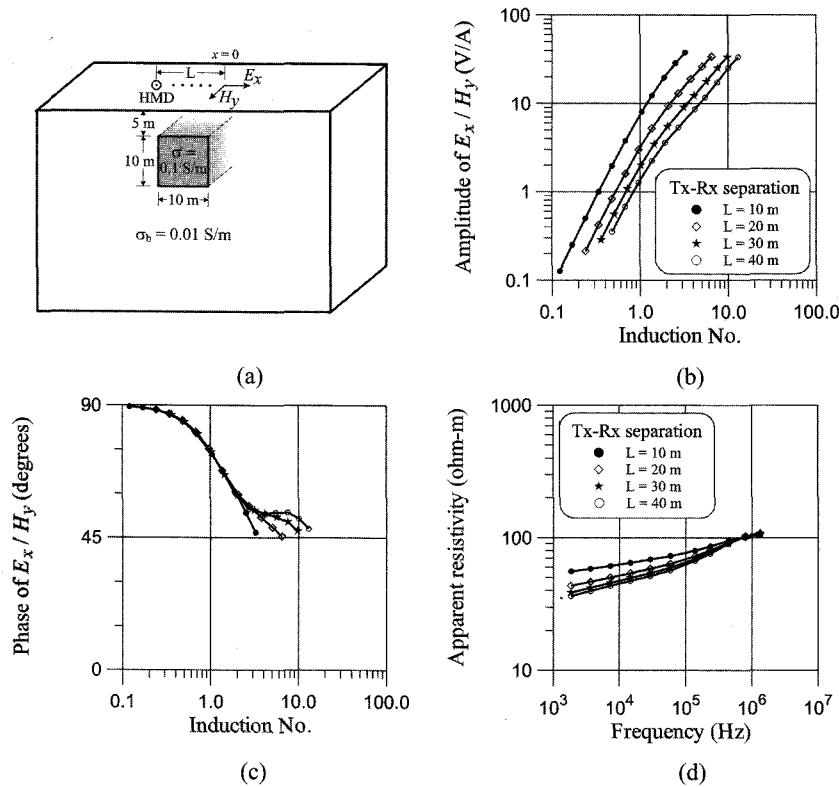 x=0
L
E_x
HMD
H_y
5 m
10 m
σ =
0.1 S/m
10 m
σ_b = 0.01 S/m
(a)
Amplitude of E_x / H_y (V/A)
100
10
1
0.1
0.1
1.0
10.0
100.0
Induction No.
Tx-Rx separation
L = 10 m
L = 20 m
L = 30 m
L = 40 m
(b)
Phase of E_x / H_y (degrees)
90
45
0
0.1
1.0
10.0
100.0
Induction No.
(c)
Apparent resistivity (ohm-m)
1000
100
10
10^3
10^4
10^5
10^6
10^7
Frequency (Hz)
Tx-Rx separation
L = 10 m
L = 20 m
L = 30 m
L = 40 m
(d)